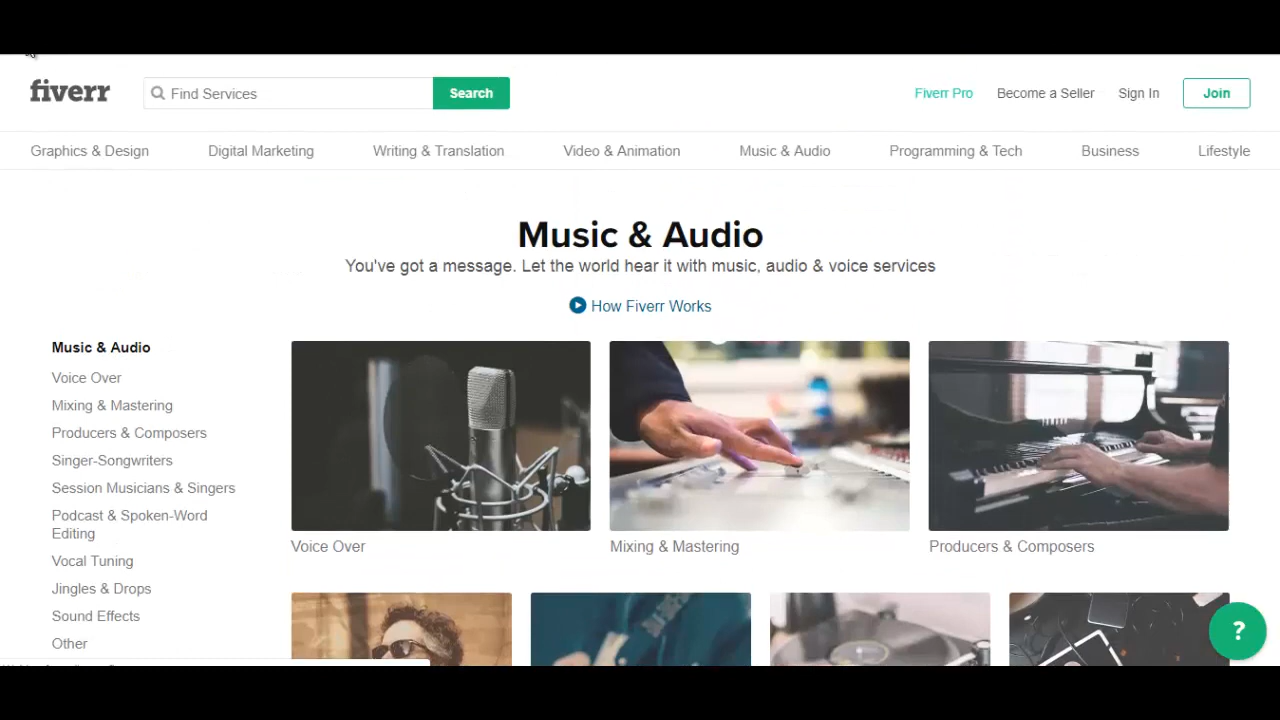 fiverr
Find Services
Search
Fiverr Pro
Become a Seller
Sign In
Join
Graphics & Design
Digital Marketing
Writing & Translation
Video & Animation
Music & Audio
Programming & Tech
Business
Lifestyle
Music & Audio
You've got a message. Let the world hear it with music, audio & voice services
How Fiverr Works
Music & Audio
Voice Over
Mixing & Mastering
Producers & Composers
Singer-Songwriters
Session Musicians & Singers
Podcast & Spoken-Word
Editing
Vocal Tuning
Jingles & Drops
Sound Effects
Other
Voice Over
Mixing & Mastering
Producers & Composers
?